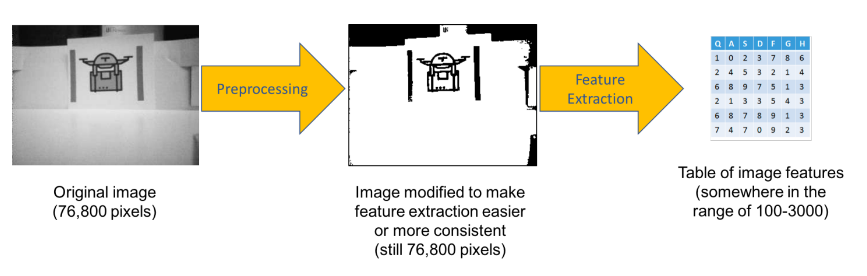 Preprocessing
Feature
Extraction
Q A S D F G H
1 0 2 3 7 8 6
2 4 5 3 2 1 4
6 8 9 7 5 1 3
2 1 3 3 5 4 3
6 8 7 8 9 1 3
7 4 7 0 9 2 3
Original image
(76,800 pixels)
Image modified to make
feature extraction easier
or more consistent
(still 76,800 pixels)
Table of image features
(somewhere in the
range of 100-3000)